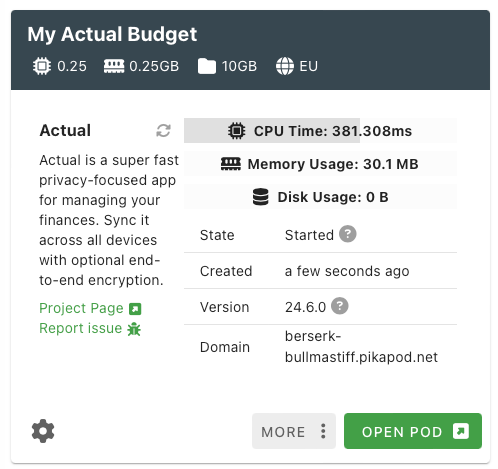 My Actual Budget
0.25 0.25GB 10GB EU
Actual
Actual is a super fast
privacy-focused app
for managing your
finances. Sync it
across all devices
with optional end-
to-end encryption.
Project Page
Report issue
CPU Time: 381.308ms
Memory Usage: 30.1 MB
Disk Usage: 0 B
State Started ?
Created a few seconds ago
Version 24.6.0 ?
Domain berserk-
bullmastiff.pikapod.net
MORE OPEN POD